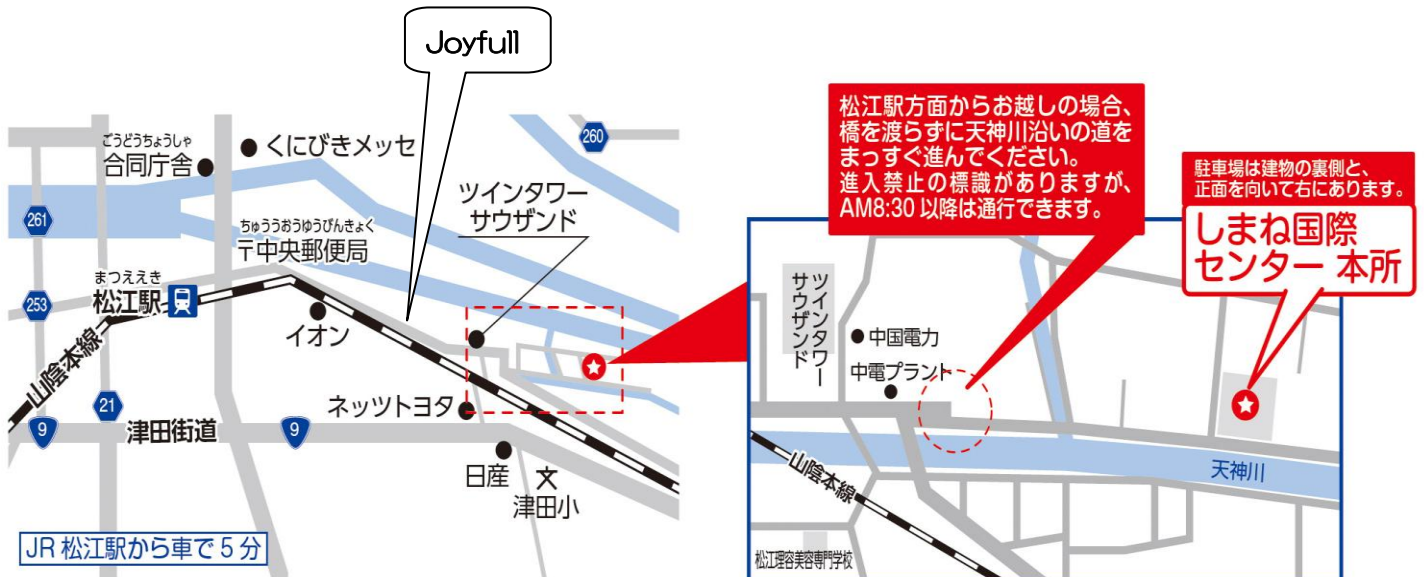 Joyfull
ごうどうちょうしゃ
合同庁舎
くにびきメッセ
260
261
ツインタワー
サウザンド
ちゅうおうゆうびんきょく
〒中央郵便局
まつええき
松江駅
253
イオン
山陰本線
ネッツトヨタ
21
9
津田街道
9
日産
文
津田小
JR 松江駅から車で 5 分
松江駅方面からお越しの場合、
橋を渡らずに天神川沿いの道を
まっすぐ進んでください。
進入禁止の標識がありますが、
AM8:30 以降は通行できます。
駐車場は建物の裏側と、
正面を向いて右にあります。
しまね国際
センター 本所
ツインタワー
サウザンド
中国電力
中電プラント
山陰本線
天神川
松江理容美容専門学校